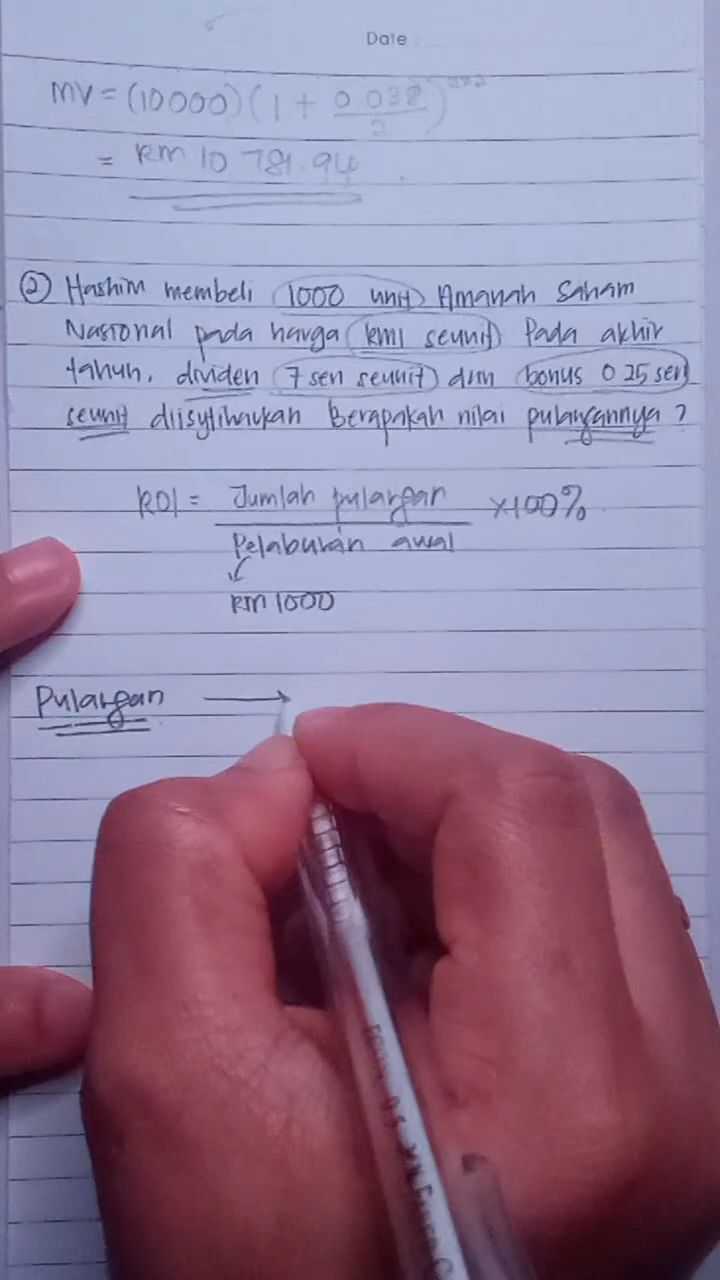 Date
MV = (10000) (1 + 0.038/2)^2×2
= RM 10 781.94
② Hashim membeli 1000 unit Amanah Saham
Nasional pada harga RM1 seunit. Pada akhir
tahun, dividen 7 sen seunit dan bonus 0.25 sen
seunit diisytiharkan. Berapakah nilai pulangannya?
ROI = Jumlah pulangan × 100%
Pelaburan awal
RM 1000
Pulangan →